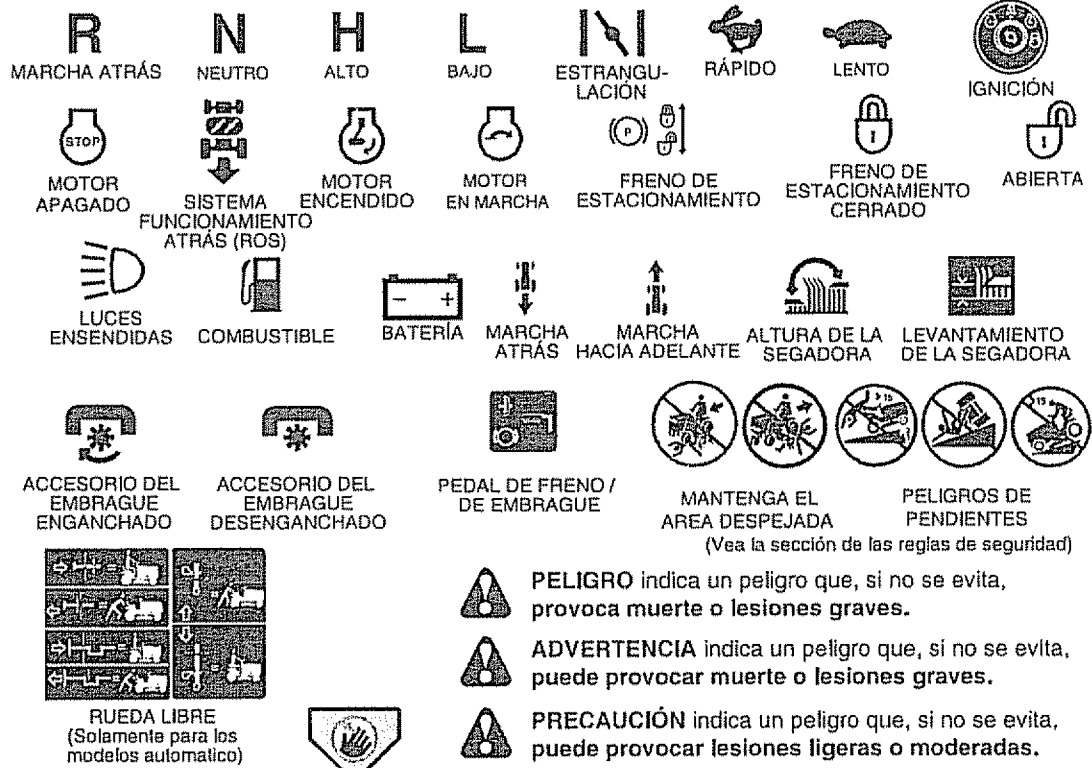 R N H L
MARCHA ATRÁS NEUTRO ALTO BAJO ESTRANGU-
LACIÓN RÁPIDO LENTO IGNICIÓN
STOP P
MOTOR
APAGADO
SISTEMA
FUNCIONAMIENTO
ATRÁS (ROS)
MOTOR
ENCENDIDO
MOTOR
EN MARCHA
FRENO DE
ESTACIONAMIENTO
FRENO DE
ESTACIONAMIENTO
CERRADO
ABIERTA
LUCES
ENSENDIDAS
COMBUSTIBLE
- +
BATERÍA
MARCHA
ATRÁS
MARCHA
HACIA ADELANTE
ALTURA DE LA
SEGADORA
LEVANTAMIENTO
DE LA SEGADORA
ACCESORIO DEL
EMBRAGUE
ENGANCHADO
ACCESORIO DEL
EMBRAGUE
DESENGANCHADO
PEDAL DE FRENO /
DE EMBRAGUE
15
15
MANTENGA EL
AREA DESPEJADA
PELIGROS DE
PENDIENTES
(Vea la sección de las reglas de seguridad)
RUEDA LIBRE
(Solamente para los
modelos automatico)
PELIGRO indica un peligro que, si no se evita,
provoca muerte o lesiones graves.
ADVERTENCIA indica un peligro que, si no se evita,
puede provocar muerte o lesiones graves.
PRECAUCIÓN indica un peligro que, si no se evita,
puede provocar lesiones ligeras o moderadas.